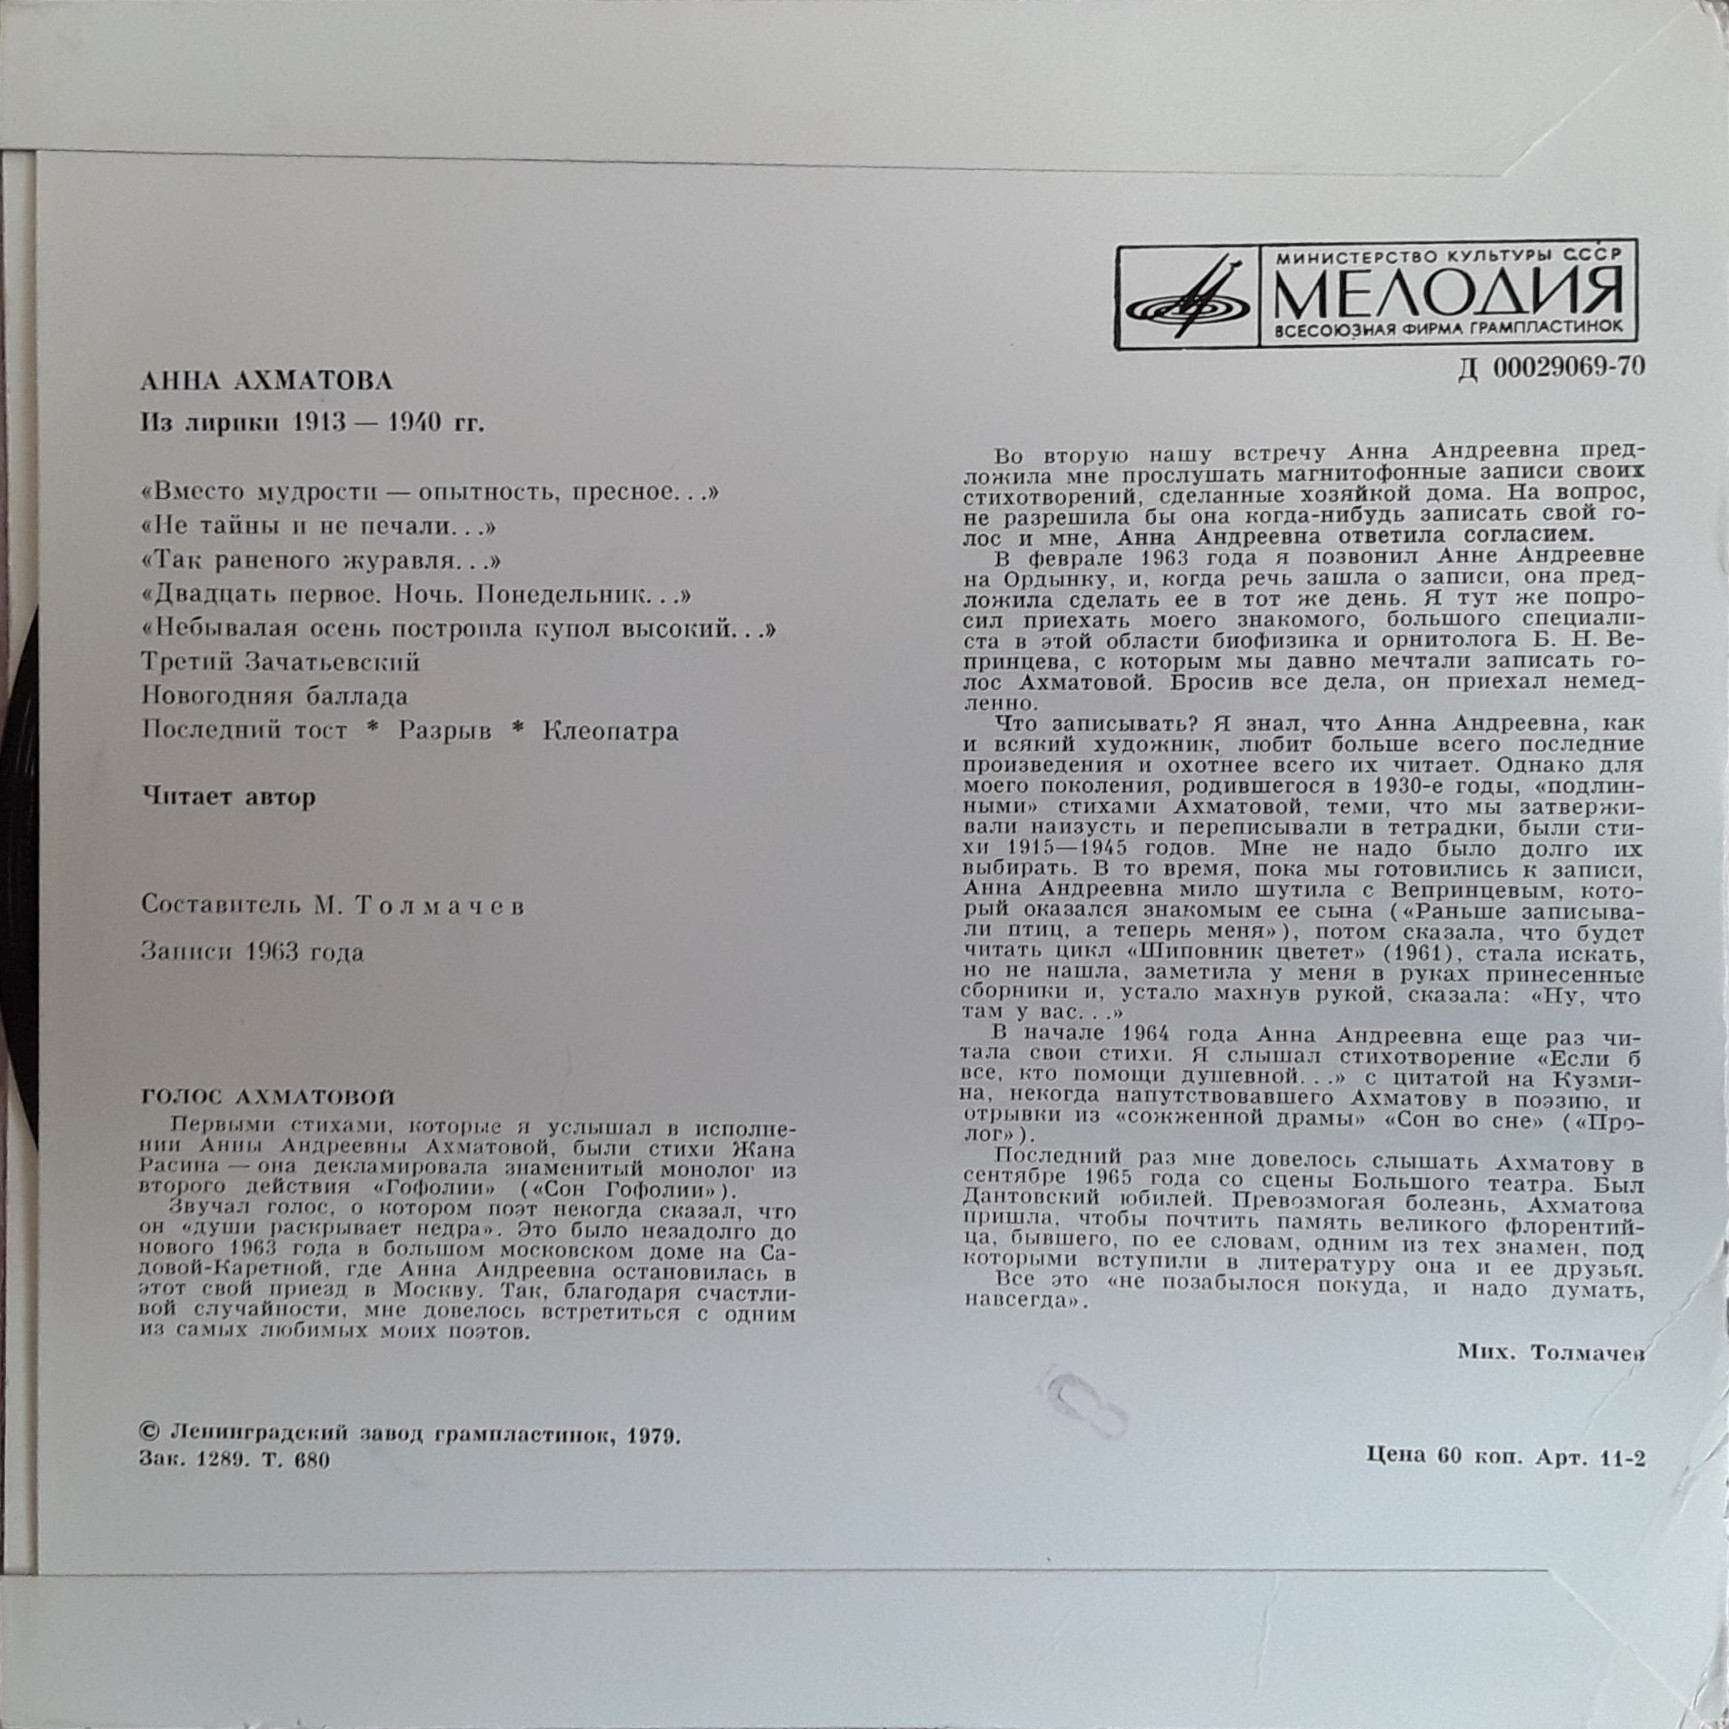 МИНИСТЕРСТВО КУЛЬТУРЫ СССР
МЕЛОДИЯ
ВСЕСОЮЗНАЯ ФИРМА ГРАМПЛАСТИНОК
Д 00029069-70
АННА АХМАТОВА
Из лирики 1913 — 1940 гг.
«Вместо мудрости — опытность, пресное...»
«Не тайны и не печали...»
«Так раненого журавля...»
«Двадцать первое. Ночь. Понедельник...»
«Небывалая осень построила купол высокий...»
Третий Зачатьевский
Новогодняя баллада
Последний тост * Разрыв * Клеопатра
Читает автор
Составитель М. Толмачев
Записи 1963 года
ГОЛОС АХМАТОВОЙ
Первыми стихами, которые я услышал в исполне-
нии Анны Андреевны Ахматовой, были стихи Жана
Расина — она декламировала знаменитый монолог из
второго действия «Гофолии» («Сон Гофолии»).
Звучал голос, о котором поэт некогда сказал, что
он «души раскрывает недра». Это было незадолго до
нового 1963 года в большом московском доме на Са-
довой-Каретной, где Анна Андреевна остановилась в
этот свой приезд в Москву. Так, благодаря счастли-
вой случайности, мне довелось встретиться с одним
из самых любимых моих поэтов.
Во вторую нашу встречу Анна Андреевна пред-
ложила мне прослушать магнитофонные записи своих
стихотворений, сделанные хозяйкой дома. На вопрос,
не разрешила бы она когда-нибудь записать свой го-
лос и мне, Анна Андреевна ответила согласием.
В феврале 1963 года я позвонил Анне Андреевне
на Ордынку, и, когда речь зашла о записи, она пред-
ложила сделать ее в тот же день. Я тут же попро-
сил приехать моего знакомого, большого специали-
ста в этой области биофизика и орнитолога Б. Н. Ве-
принцева, с которым мы давно мечтали записать го-
лос Ахматовой. Бросив все дела, он приехал немед-
ленно.
Что записывать? Я знал, что Анна Андреевна, как
и всякий художник, любит больше всего последние
произведения и охотнее всего их читает. Однако для
моего поколения, родившегося в 1930-е годы, «подлин-
ными» стихами Ахматовой, теми, что мы затвержи-
вали наизусть и переписывали в тетрадки, были сти-
хи 1915—1945 годов. Мне не надо было долго их
выбирать. В то время, пока мы готовились к записи,
Анна Андреевна мило шутила с Вепринцевым, кото-
рый оказался знакомым ее сына («Раньше записыва-
ли птиц, а теперь меня»), потом сказала, что будет
читать цикл «Шиповник цветет» (1961), стала искать,
но не нашла, заметила у меня в руках принесенные
сборники и, устало махнув рукой, сказала: «Ну, что
там у вас...»
В начале 1964 года Анна Андреевна еще раз чи-
тала свои стихи. Я слышал стихотворение «Если б
все, кто помощи душевной...» с цитатой на Кузми-
на, некогда напутствовавшего Ахматову в поэзию, и
отрывки из «сожженной драмы» «Сон во сне» («Про-
лог»).
Последний раз мне довелось слышать Ахматову в
сентябре 1965 года со сцены Большого театра. Был
Дантовский юбилей. Превозмогая болезнь, Ахматова
пришла, чтобы почтить память великого флорентий-
ца, бывшего, по ее словам, одним из тех знамен, под
которыми вступили в литературу она и ее друзья.
Все это «не позабылося покуда, и надо думать,
навсегда».
Мих. Толмачев
© Ленинградский завод грампластинок, 1979.
Зак. 1289. Т. 680
Цена 60 коп. Арт. 11-2